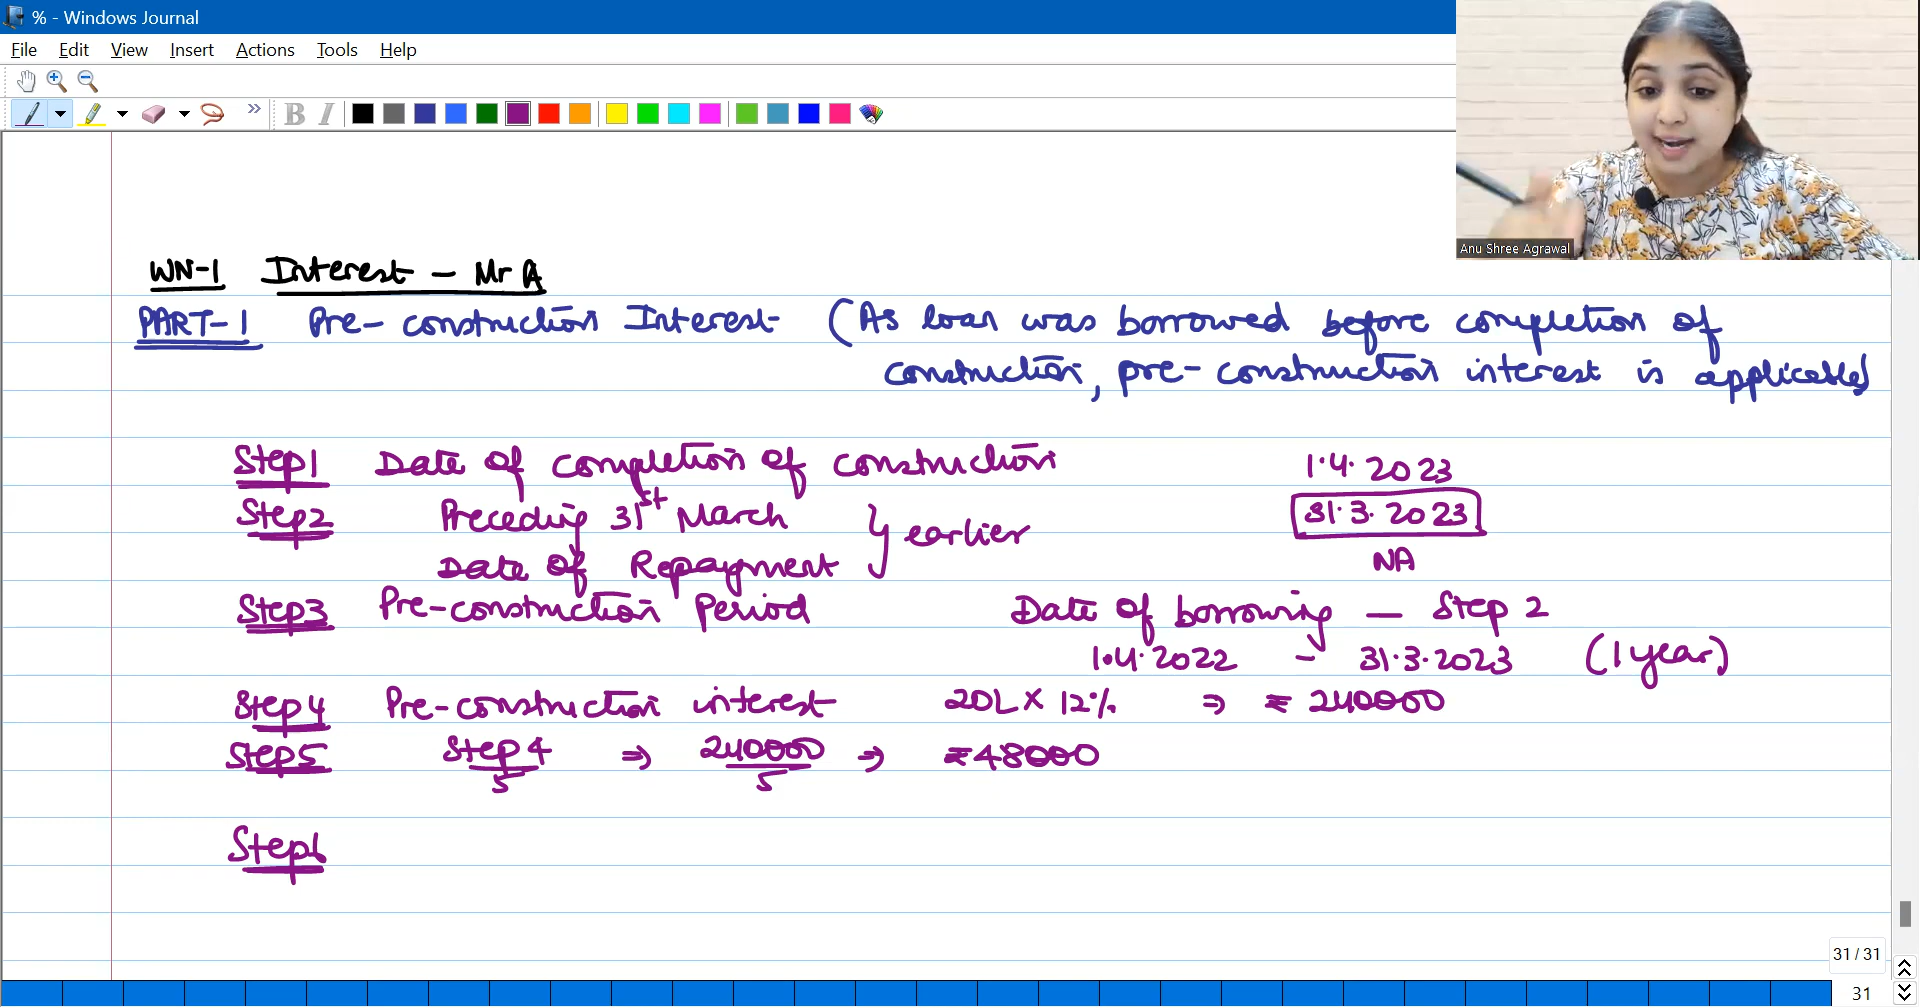 % - Windows Journal
File Edit View Insert Actions Tools Help
B I
Anu Shree Agrawal
WN-1 Interest - Mr A
PART-1 Pre-construction Interest (As loan was borrowed before completion of
construction, pre-construction interest is applicable)
Step1 Date of completion of construction 1.4.2023
Step2 Preceding 31st March } earlier 31.3.2023
Date of Repayment NA
Step3 Pre-construction Period Date of borrowing - Step 2
1.4.2022 - 31.3.2023 (1 year)
Step4 Pre-construction interest 20L x 12% ⇒ ₹ 240000
Step5 Step 4/5 ⇒ 240000/5 ⇒ ₹48000
Step6
31 / 31
31